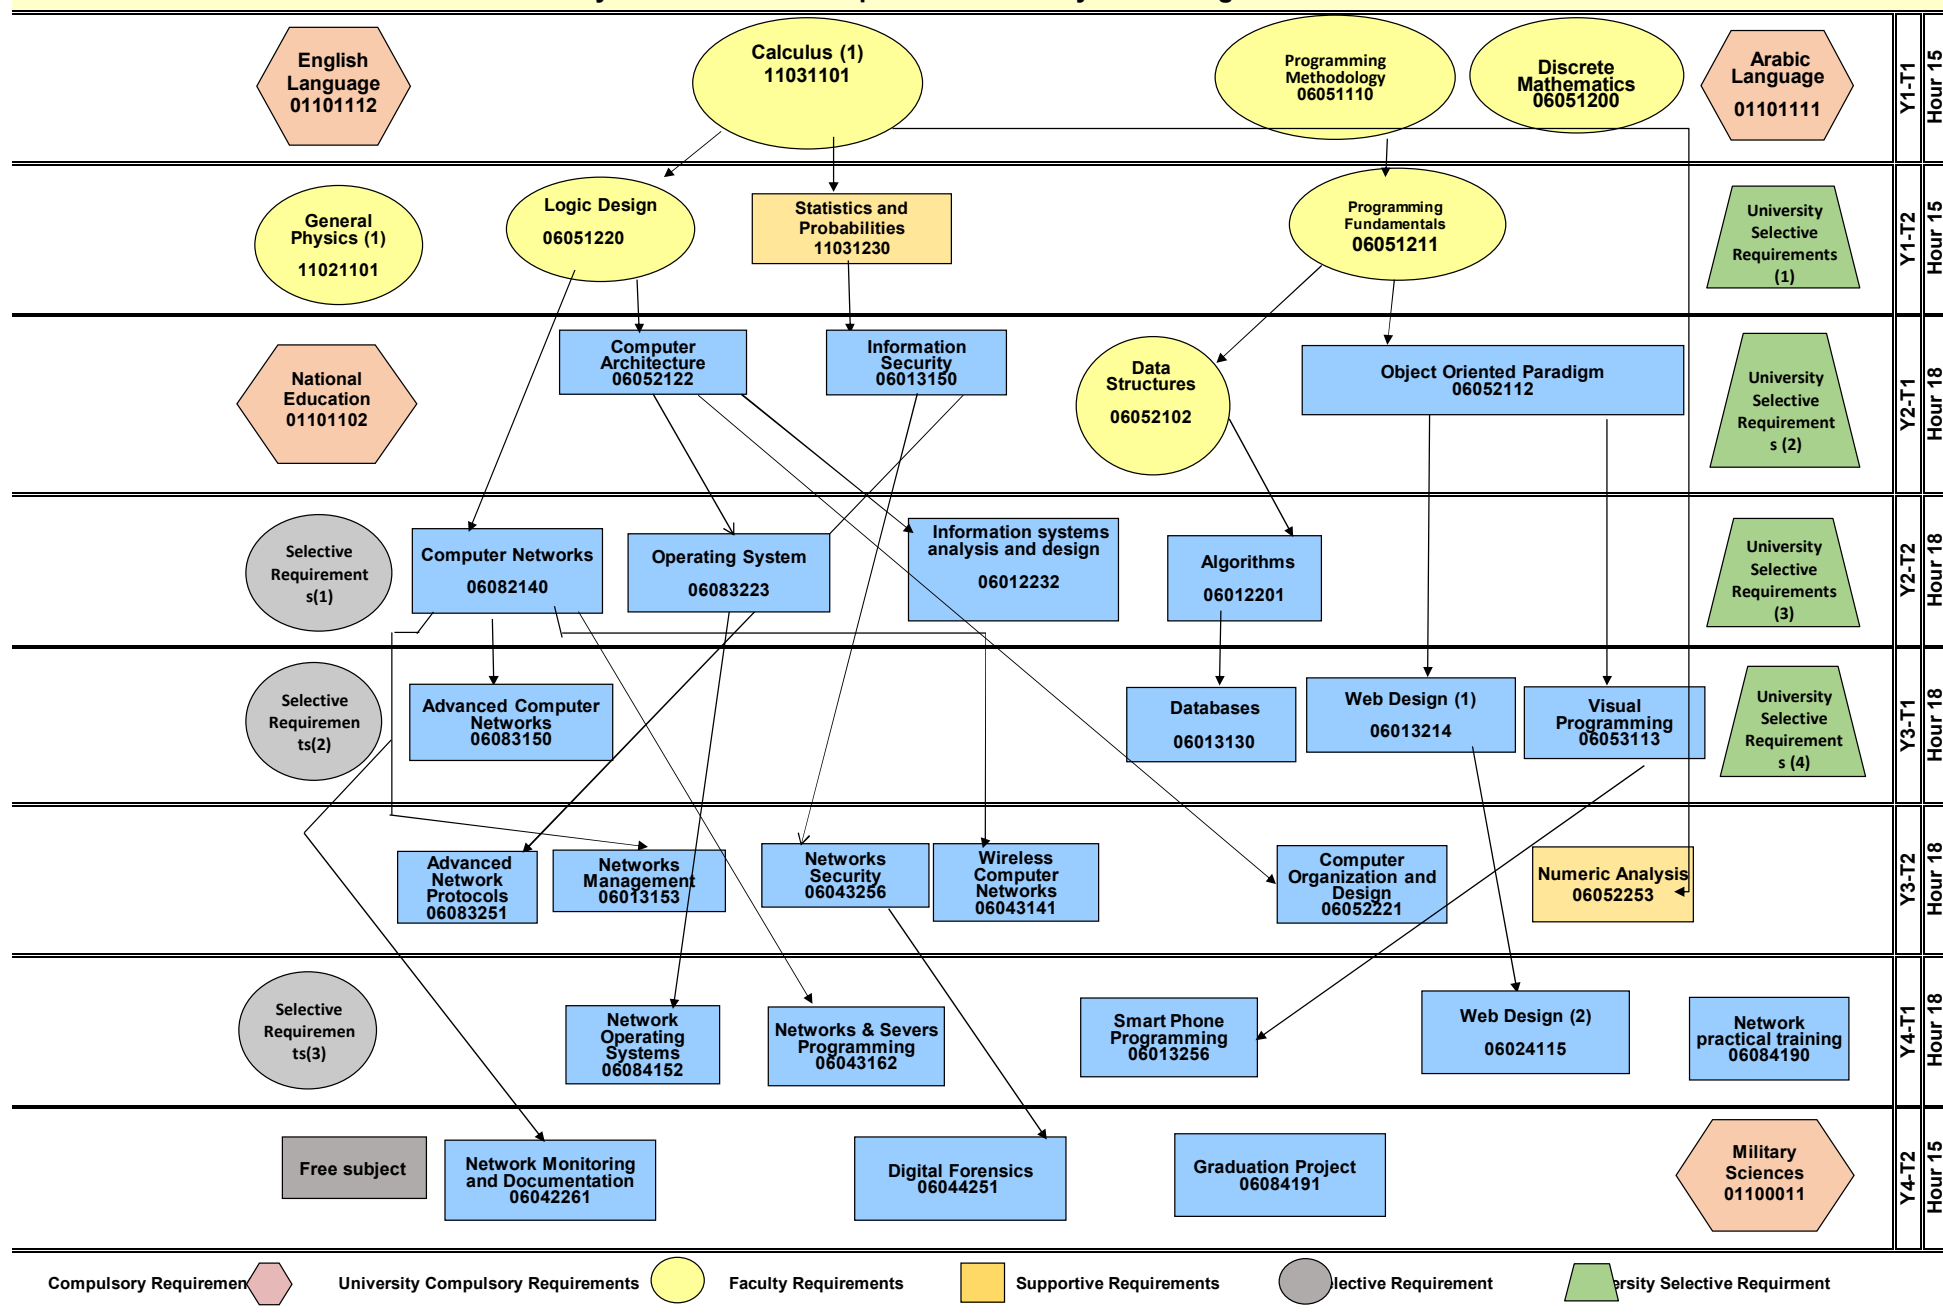 English
Language
01101112
Calculus (1)
11031101
Programming
Methodology
06051110
Discrete
Mathematics
06051200
Arabic
Language
01101111
Y1-T1
Hour 15
General
Physics (1)
11021101
Logic Design
06051220
Statistics and
Probabilities
11031230
Programming
Fundamentals
06051211
University
Selective
Requirements
(1)
Y1-T2
Hour 15
National
Education
01101102
Computer
Architecture
06052122
Information
Security
06013150
Data
Structures
06052102
Object Oriented Paradigm
06052112
University
Selective
Requirement
s (2)
Y2-T1
Hour 18
Selective
Requirement
s(1)
Computer Networks
06082140
Operating System
06083223
Information systems
analysis and design
06012232
Algorithms
06012201
University
Selective
Requirements
(3)
Y2-T2
Hour 18
Selective
Requiremen
ts(2)
Advanced Computer
Networks
06083150
Databases
06013130
Web Design (1)
06013214
Visual
Programming
06053113
University
Selective
Requirement
s (4)
Y3-T1
Hour 18
Advanced
Network
Protocols
06083251
Networks
Management
06013153
Networks
Security
06043256
Wireless
Computer
Networks
06043141
Computer
Organization and
Design
06052221
Numeric Analysis
06052253
Y3-T2
Hour 18
Selective
Requiremen
ts(3)
Network
Operating
Systems
06084152
Networks & Severs
Programming
06043162
Smart Phone
Programming
06013256
Web Design (2)
06024115
Network
practical training
06084190
Y4-T1
Hour 18
Free subject
Network Monitoring
and Documentation
06042261
Digital Forensics
06044251
Graduation Project
06084191
Military
Sciences
01100011
Y4-T2
Hour 15
Compulsory Requiremen
University Compulsory Requirements
Faculty Requirements
Supportive Requirements
elective Requirement
ersity Selective Requirment